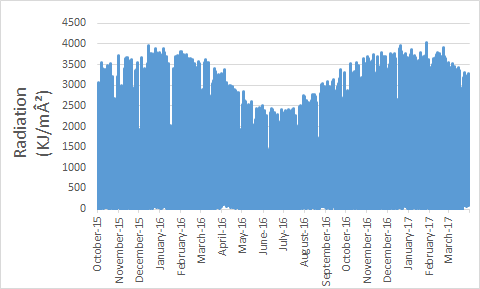 4500
4000
3500
3000
2500
2000
1500
1000
500
0
Radiation
(KJ/mÂ²)
October-15
November-15
December-15
January-16
February-16
March-16
April-16
May-16
June-16
July-16
August-16
September-16
October-16
November-16
December-16
January-17
February-17
March-17